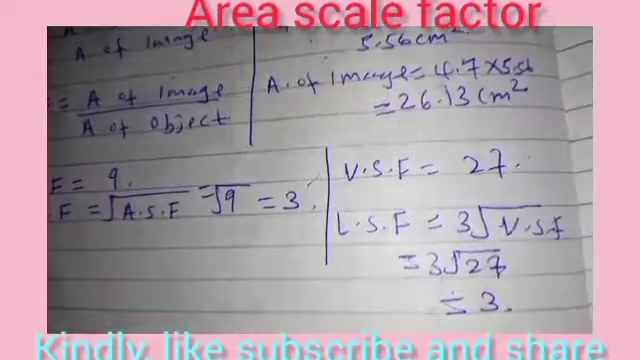 Area scale factor
A of Image
= A of Image
A of Object
F = 9.
.F = √A.S.F = √9 = 3.
5.56cm².
A. of Image = 4.7 × 5.56
= 26.13 cm²
V.S.F = 27.
L.S.F = 3√V.S.F
= 3√27
= 3.
Kindly, like subscribe and share